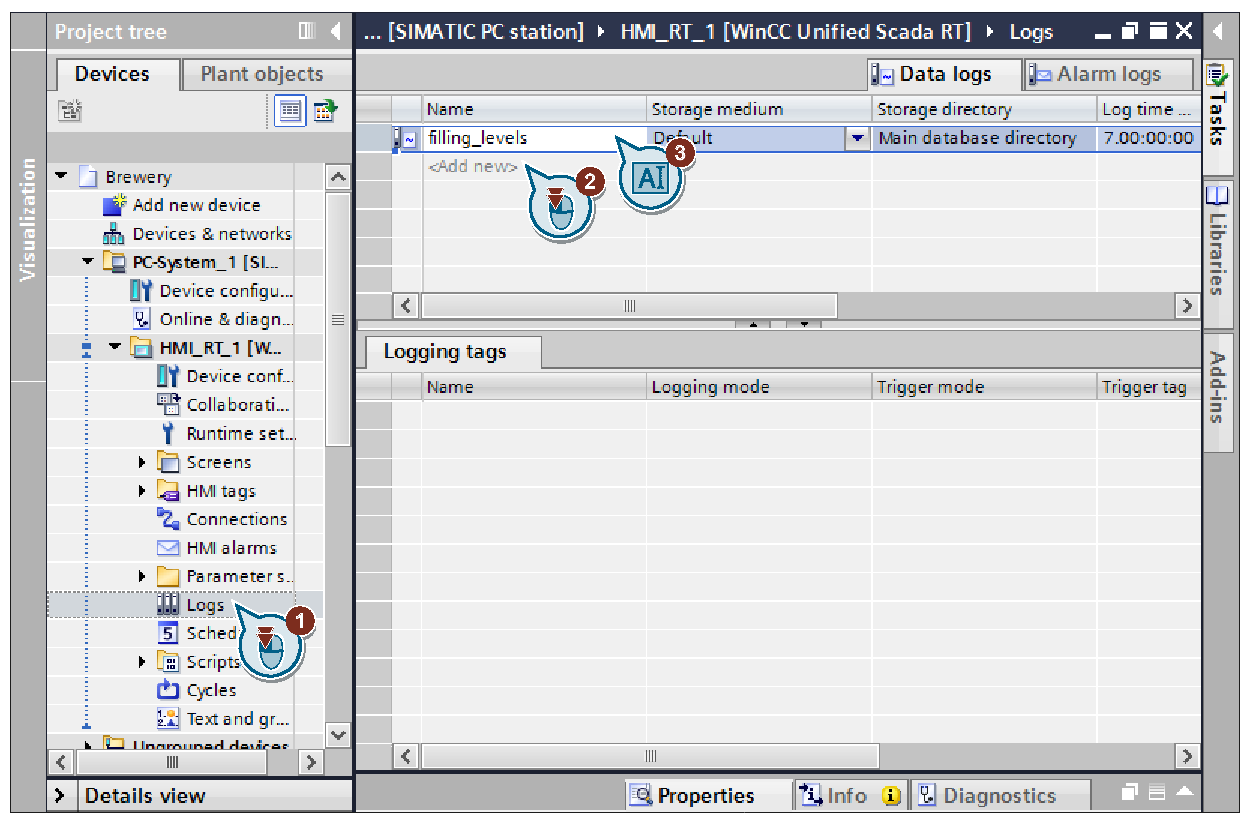 Project tree
... [SIMATIC PC station] HMI_RT_1 [WinCC Unified Scada RT] Logs
Devices Plant objects
Data logs Alarm logs
Visualization
Tasks
Libraries
Add-ins
Name Storage medium Storage directory Log time ...
filling_levels Default Main database directory 7.00:00:00
<Add new>
2
3
AI
Brewery
Add new device
Devices & networks
PC-System_1 [SI...
Device configu...
Online & diagn...
HMI_RT_1 [W...
Device conf...
Collaborati...
Runtime set...
Screens
HMI tags
Connections
HMI alarms
Parameter s..
Logs
1
5 Sched
Scripts
Cycles
Text and gr...
Ungrouped devices
Logging tags
Name Logging mode Trigger mode Trigger tag
Details view
Properties Info Diagnostics